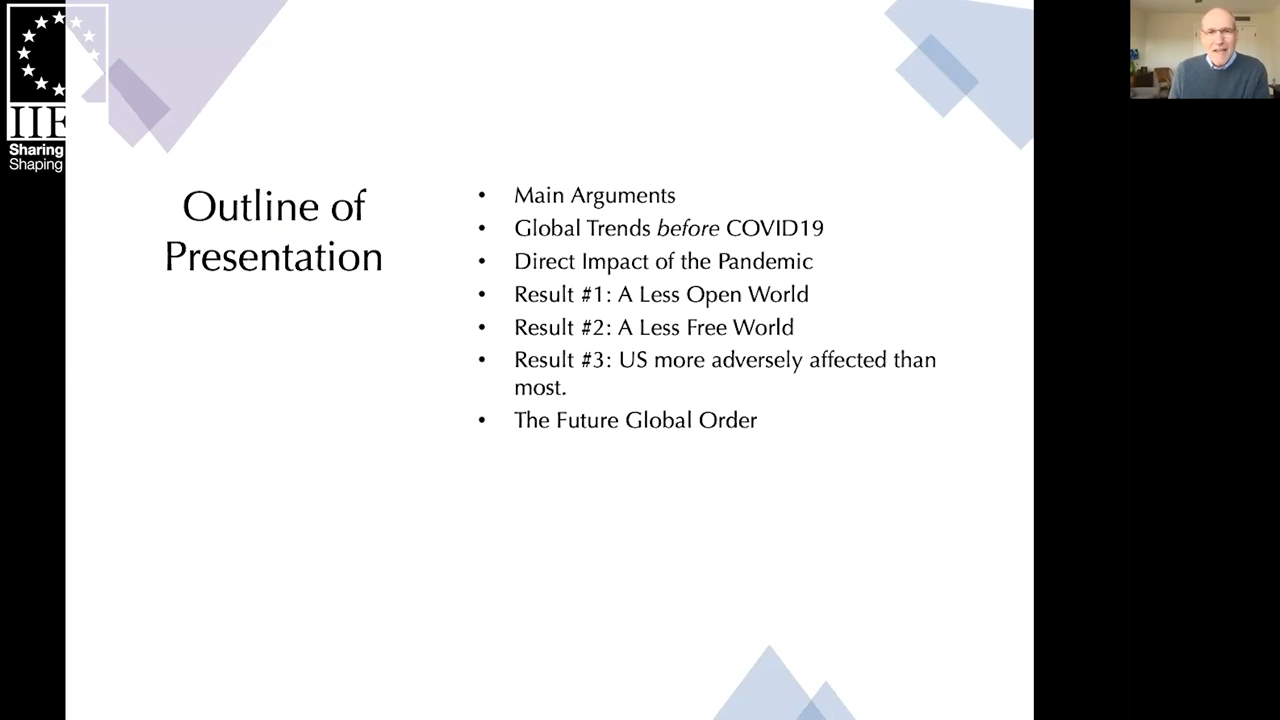 IIE
Sharing
Shaping
Outline of
Presentation
• Main Arguments
• Global Trends before COVID19
• Direct Impact of the Pandemic
• Result #1: A Less Open World
• Result #2: A Less Free World
• Result #3: US more adversely affected than
most.
• The Future Global Order